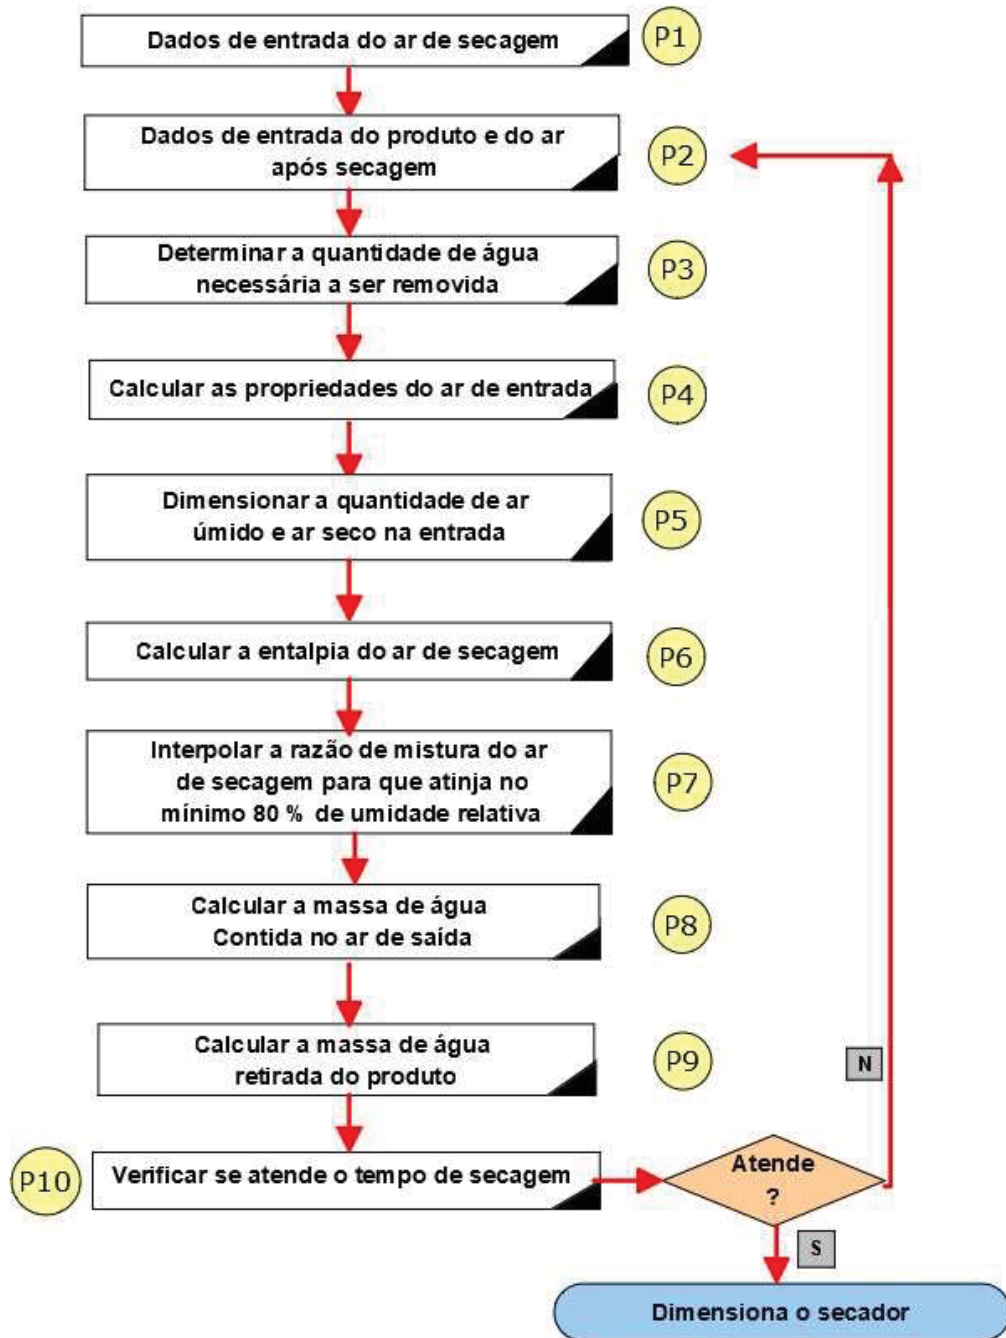 Dados de entrada do ar de secagem
P1
Dados de entrada do produto e do ar
após secagem
P2
Determinar a quantidade de água
necessária a ser removida
P3
Calcular as propriedades do ar de entrada
P4
Dimensionar a quantidade de ar
úmido e ar seco na entrada
P5
Calcular a entalpia do ar de secagem
P6
Interpolar a razão de mistura do ar
de secagem para que atinja no
mínimo 80 % de umidade relativa
P7
Calcular a massa de água
Contida no ar de saída
P8
Calcular a massa de água
retirada do produto
P9
N
P10
Verificar se atende o tempo de secagem
Atende
?
S
Dimensiona o secador